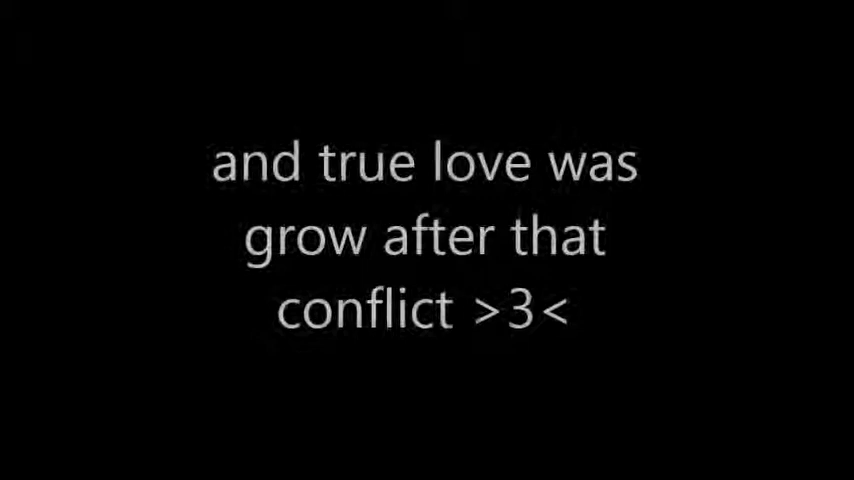 and true love was
grow after that
conflict >3<